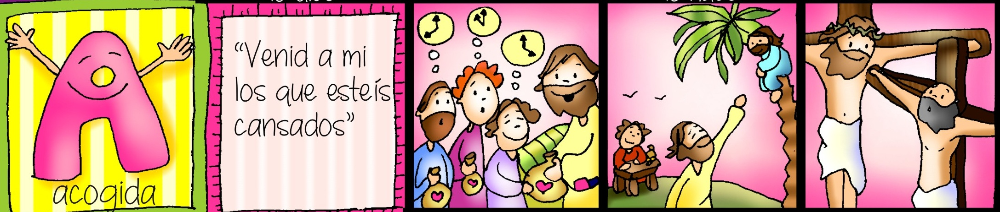 acogida
“Venid a mi
los que esteís
cansados”